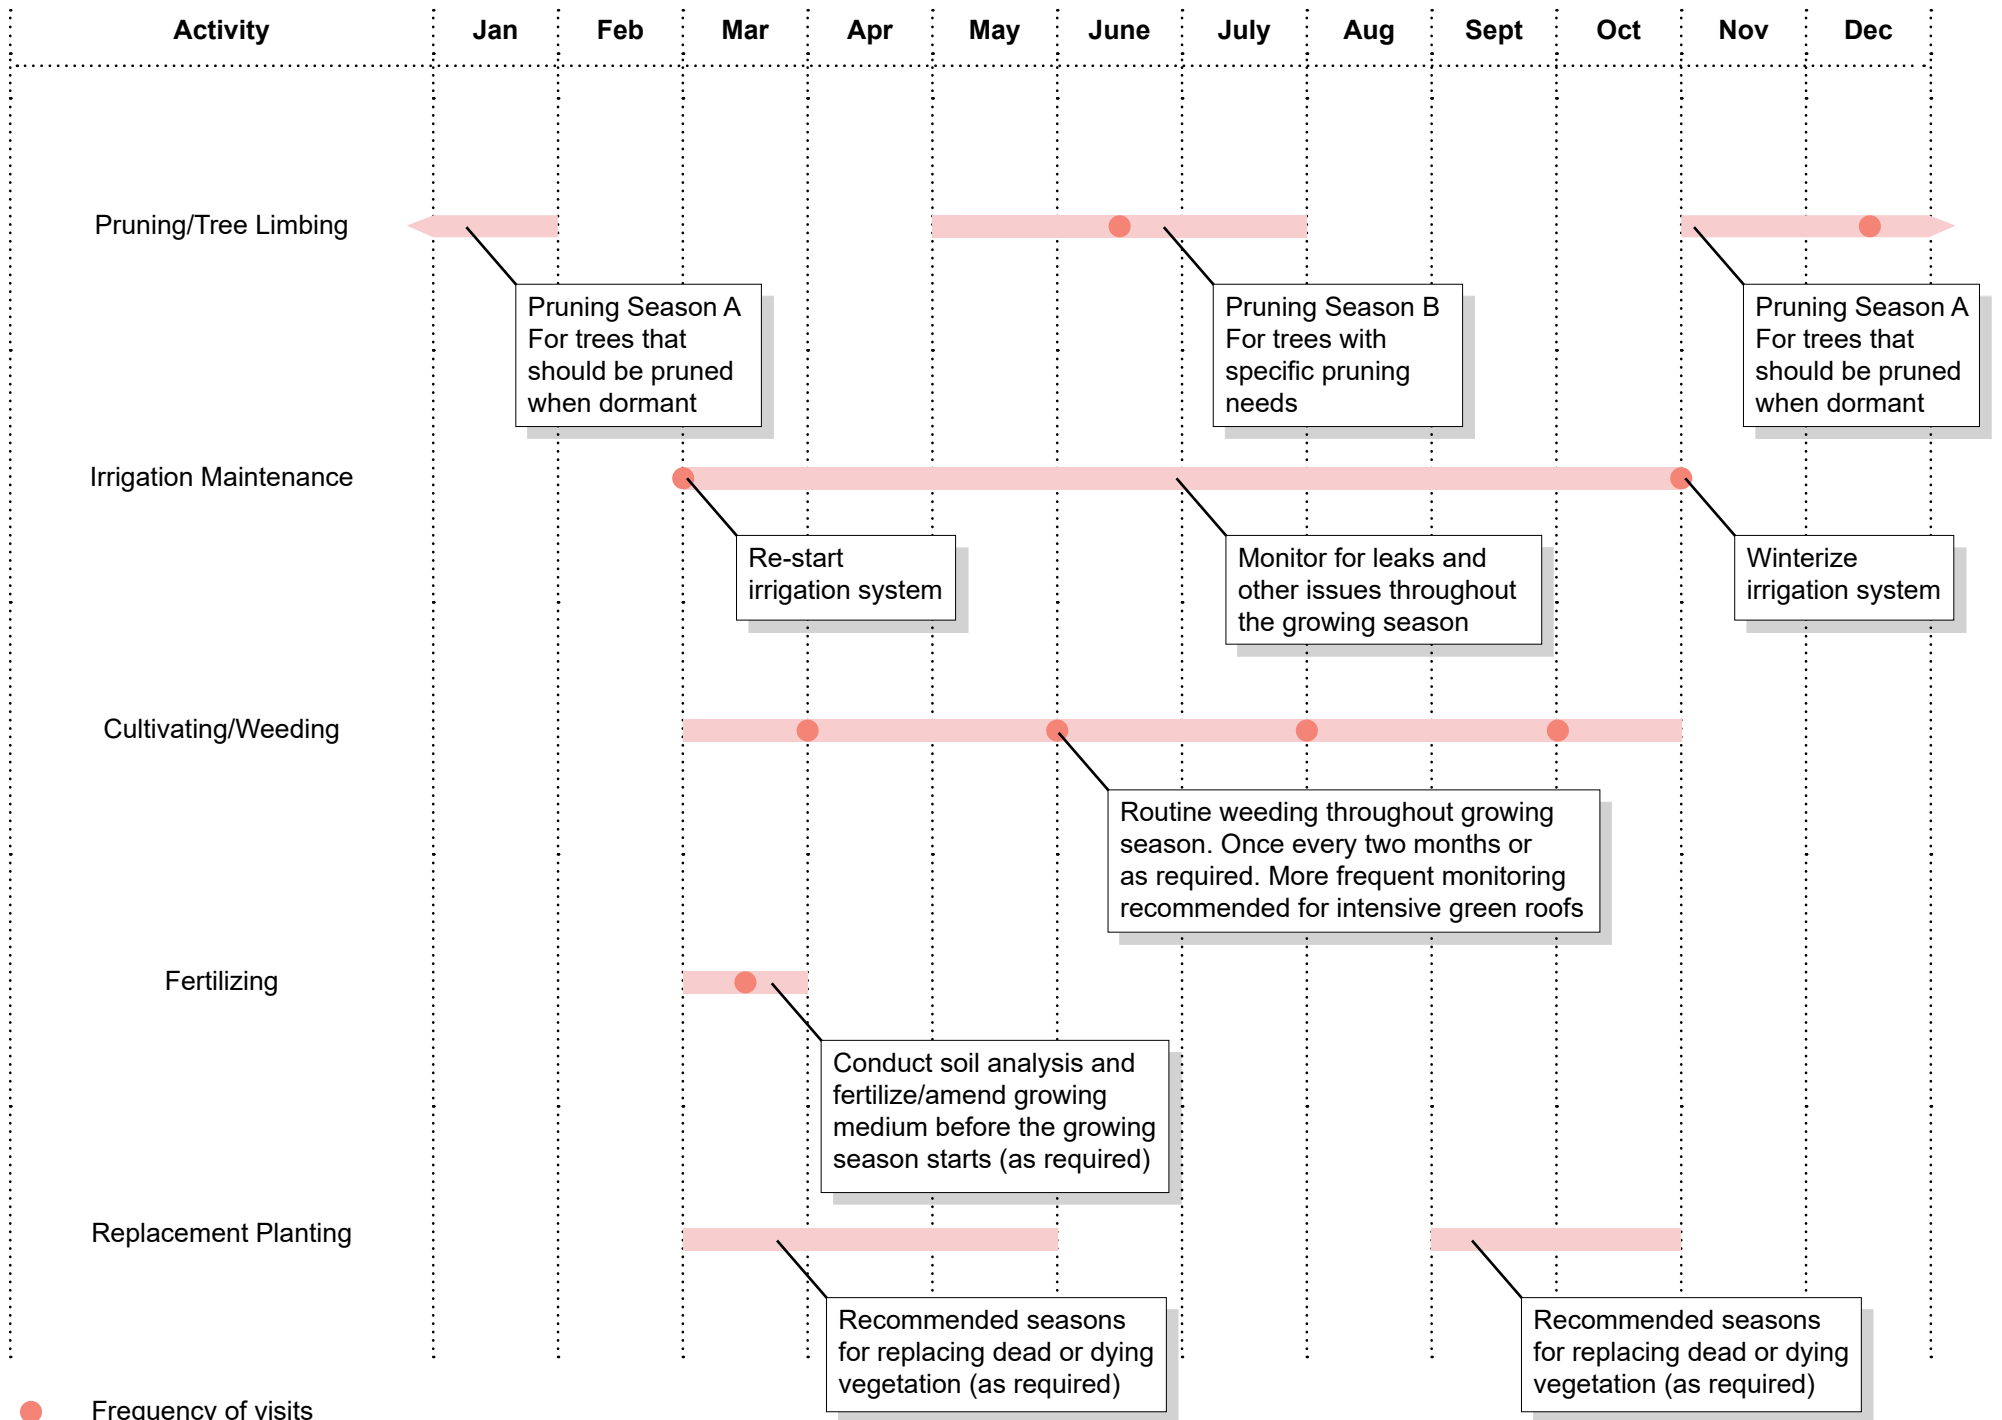 Activity Jan Feb Mar Apr May June July Aug Sept Oct Nov Dec
Pruning/Tree Limbing
Pruning Season A
For trees that
should be pruned
when dormant
Pruning Season B
For trees with
specific pruning
needs
Pruning Season A
For trees that
should be pruned
when dormant
Irrigation Maintenance
Re-start
irrigation system
Monitor for leaks and
other issues throughout
the growing season
Winterize
irrigation system
Cultivating/Weeding
Routine weeding throughout growing
season. Once every two months or
as required. More frequent monitoring
recommended for intensive green roofs
Fertilizing
Conduct soil analysis and
fertilize/amend growing
medium before the growing
season starts (as required)
Replacement Planting
Recommended seasons
for replacing dead or dying
vegetation (as required)
Recommended seasons
for replacing dead or dying
vegetation (as required)
Frequency of visits